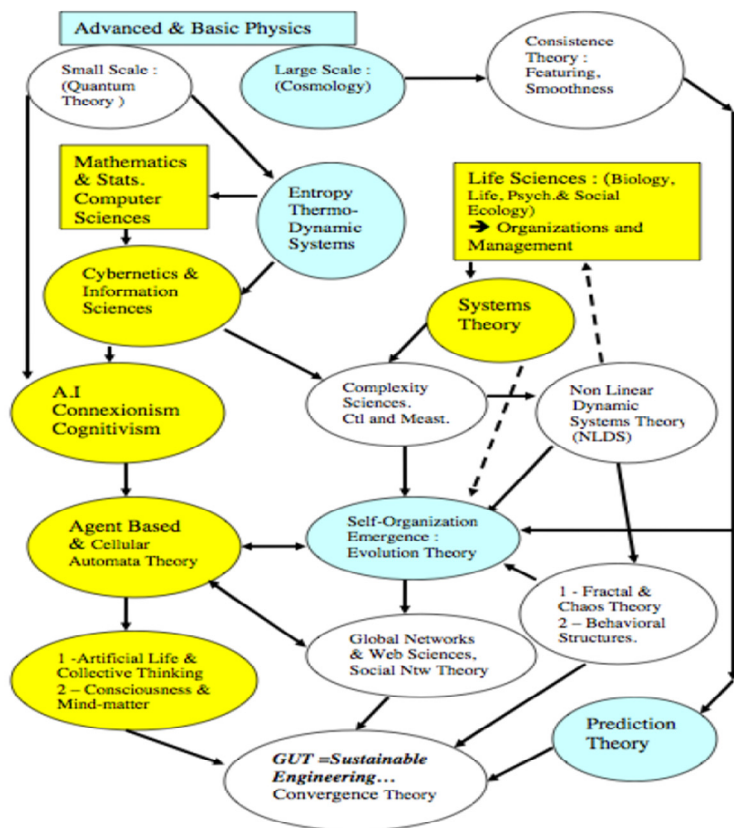 Advanced & Basic Physics
Small Scale :
(Quantum
Theory )
Large Scale :
(Cosmology)
Consistence
Theory :
Featuring,
Smoothness
Mathematics
& Stats.
Computer
Sciences
Entropy
Thermo-
Dynamic
Systems
Life Sciences : (Biology,
Life, Psych.& Social
Ecology)
➔ Organizations and
Management
Cybernetics &
Information
Sciences
Systems
Theory
A.I
Connexionism
Cognitivism
Complexity
Sciences.
Ctl and Meast.
Non Linear
Dynamic
Systems Theory
(NLDS)
Agent Based
& Cellular
Automata Theory
Self-Organization
Emergence :
Evolution Theory
1 - Fractal &
Chaos Theory
2 – Behavioral
Structures.
Global Networks
& Web Sciences,
Social Ntw Theory
1 -Artificial Life &
Collective Thinking
2 – Consciousness &
Mind-matter
Prediction
Theory
GUT =Sustainable
Engineering…
Convergence Theory